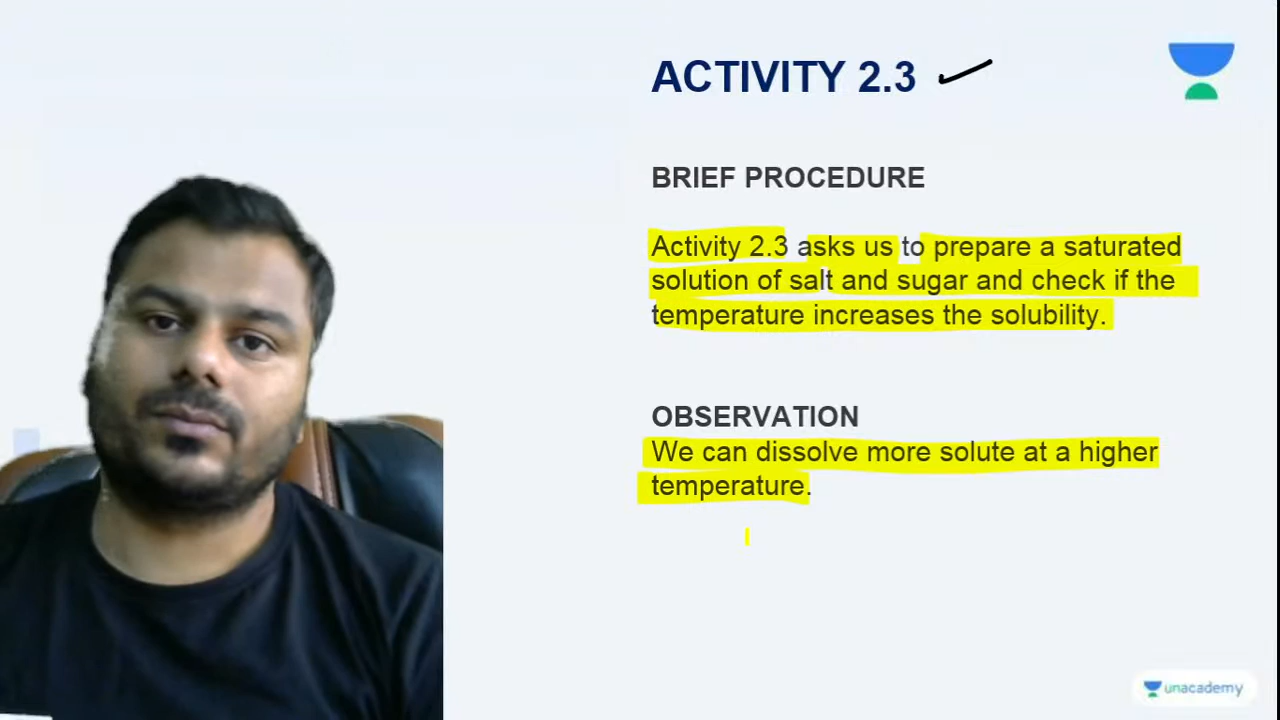 ACTIVITY 2.3
BRIEF PROCEDURE
Activity 2.3 asks us to prepare a saturated
solution of salt and sugar and check if the
temperature increases the solubility.
OBSERVATION
We can dissolve more solute at a higher
temperature.
unacademy